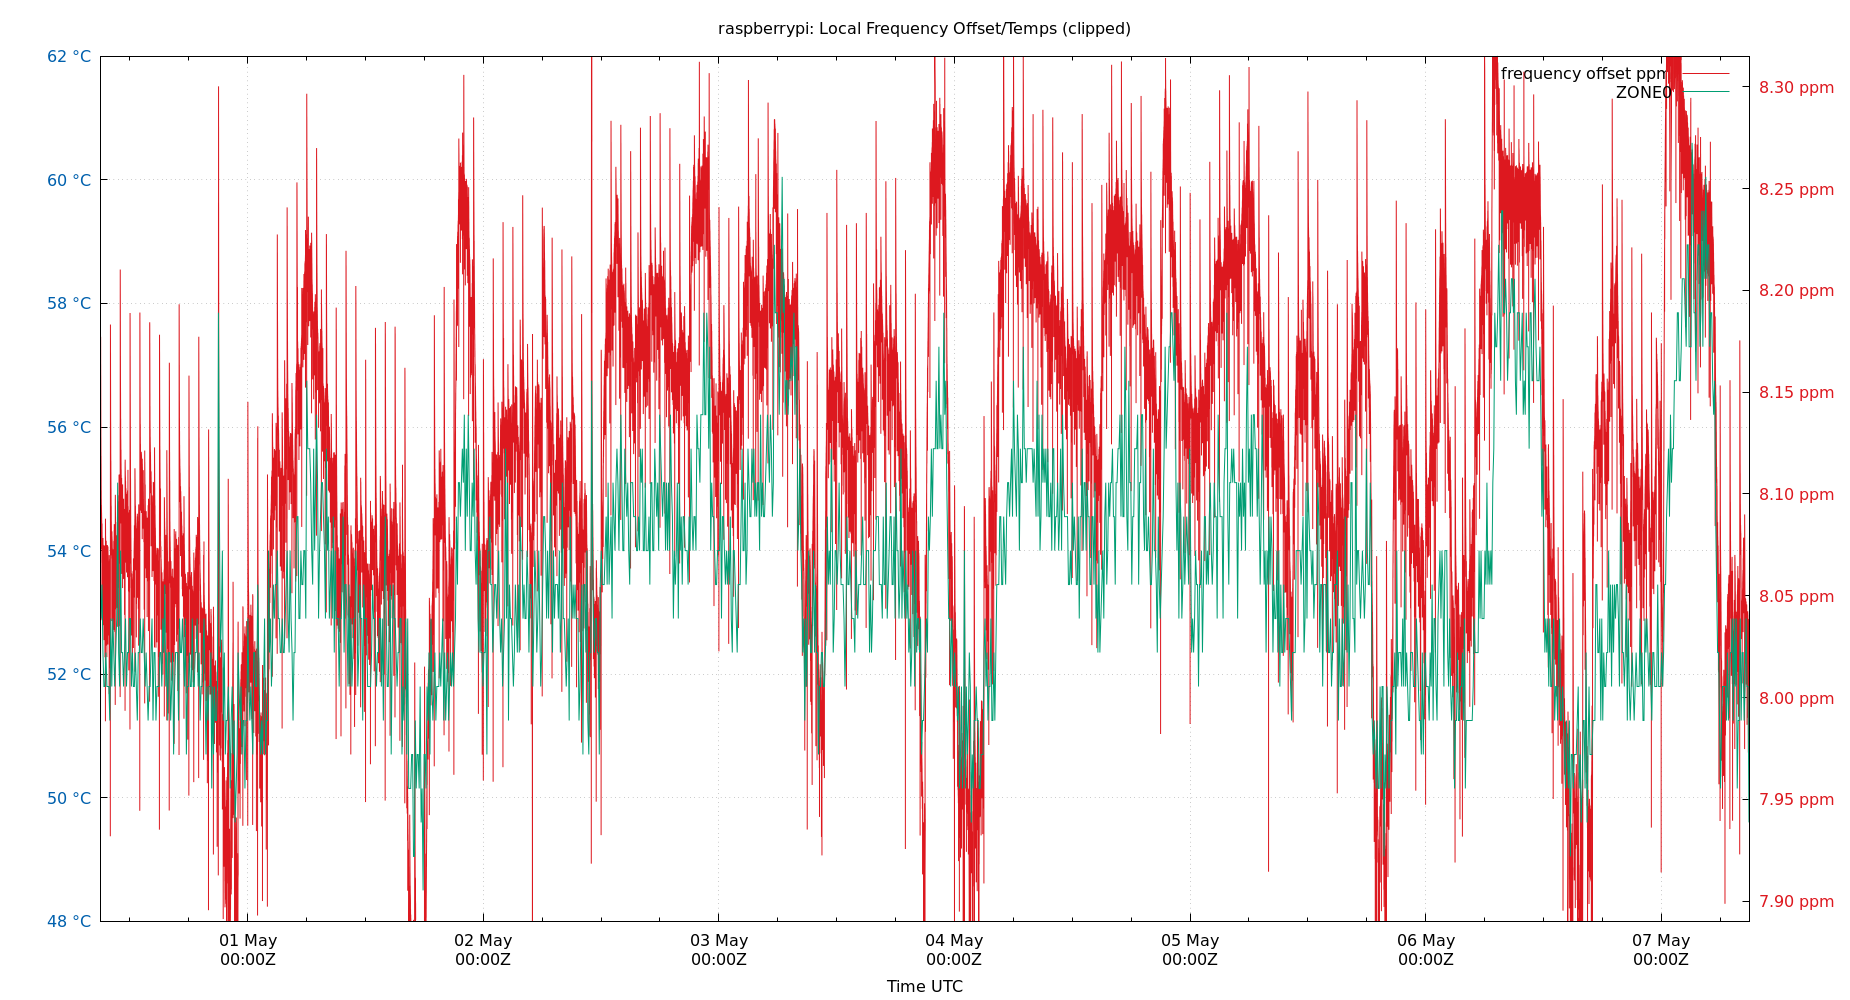 raspberrypi: Local Frequency Offset/Temps (clipped)
62 °C
60 °C
58 °C
56 °C
54 °C
52 °C
50 °C
48 °C
frequency offset ppm
ZONE0
8.30 ppm
8.25 ppm
8.20 ppm
8.15 ppm
8.10 ppm
8.05 ppm
8.00 ppm
7.95 ppm
7.90 ppm
01 May
00:00Z
02 May
00:00Z
03 May
00:00Z
04 May
00:00Z
05 May
00:00Z
06 May
00:00Z
07 May
00:00Z
Time UTC